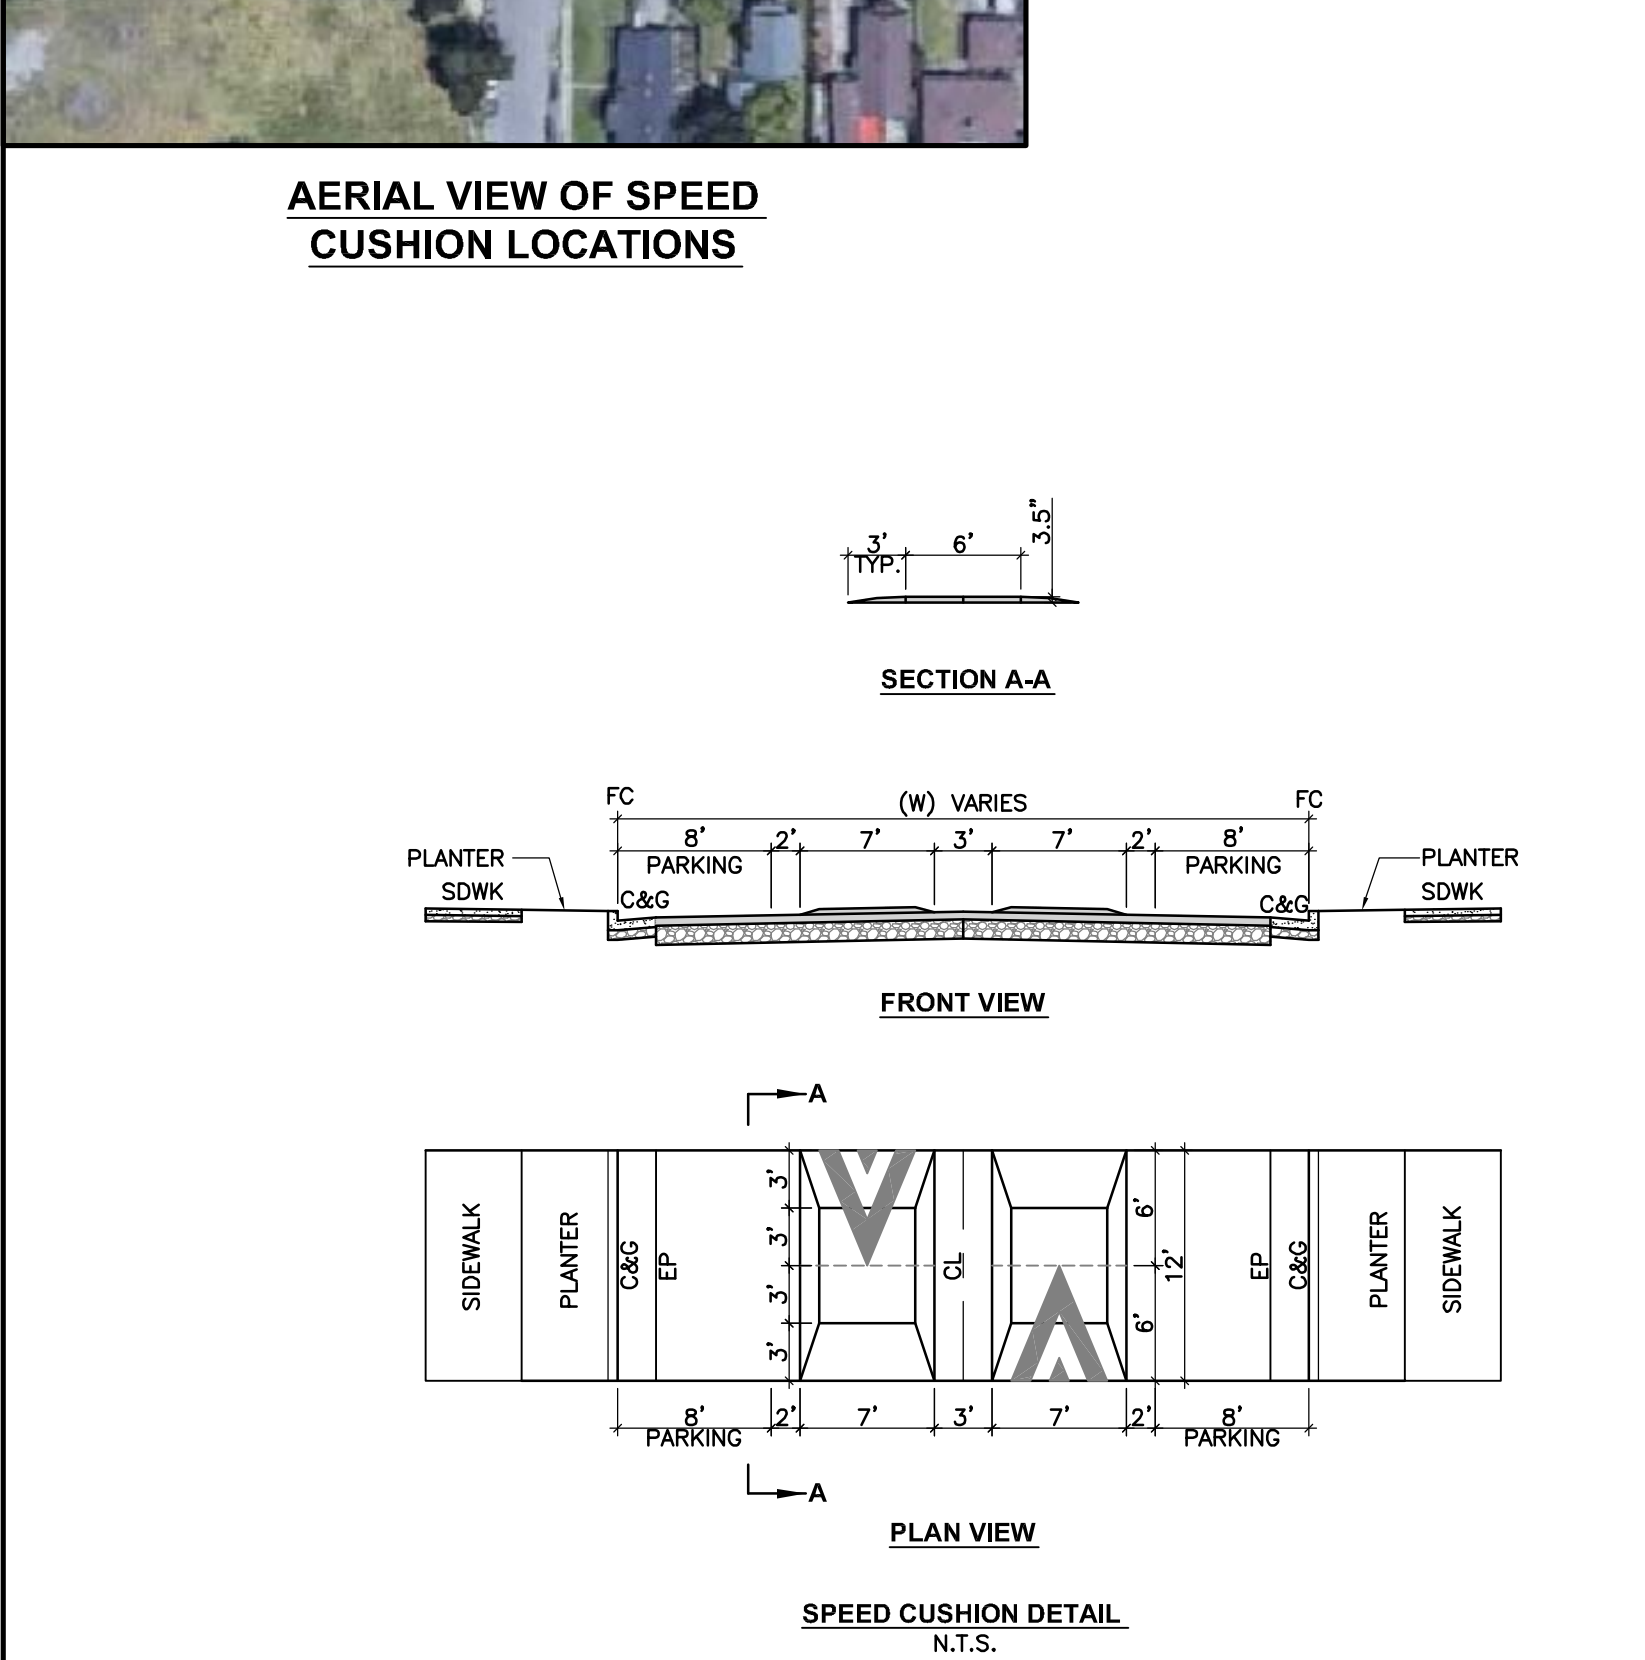 AERIAL VIEW OF SPEED
CUSHION LOCATIONS
3' 6' 3.5"
TYP.
SECTION A-A
FC (W) VARIES FC
8' 2' 7' 3' 7' 2' 8'
PLANTER PARKING PARKING PLANTER
SDWK C&G C&G SDWK
FRONT VIEW
A
SIDEWALK PLANTER C&G EP 3' 3' 3' 3' CL 6' 6' 12' EP C&G PLANTER SIDEWALK
8' 2' 7' 3' 7' 2' 8'
PARKING PARKING
A
PLAN VIEW
SPEED CUSHION DETAIL
N.T.S.